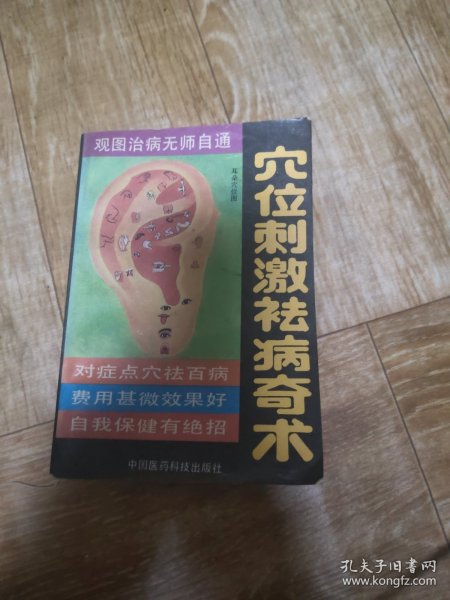 观图治病无师自通
耳朵穴位图
穴位刺激祛病奇术
对症点穴祛百病
费用甚微效果好
自我保健有绝招
中国医药科技出版社
孔夫子旧书网
www.kongfz.com